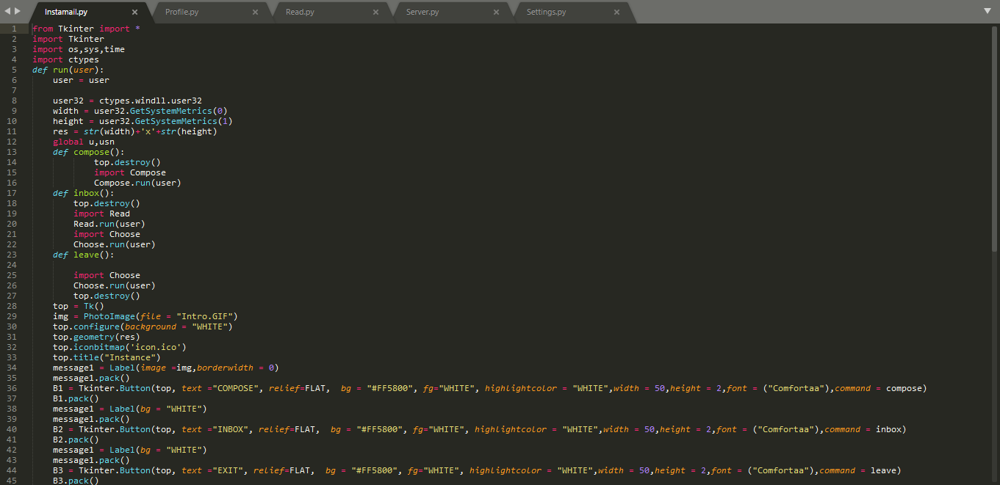 Instamail.py × Profile.py × Read.py × Server.py × Settings.py ×
1 from Tkinter import *
2 import Tkinter
3 import os,sys,time
4 import ctypes
5 def run(user):
6     user = user
7
8     user32 = ctypes.windll.user32
9     width = user32.GetSystemMetrics(0)
10     height = user32.GetSystemMetrics(1)
11     res = str(width)+'x'+str(height)
12     global u,usn
13     def compose():
14             top.destroy()
15             import Compose
16             Compose.run(user)
17     def inbox():
18         top.destroy()
19         import Read
20         Read.run(user)
21         import Choose
22         Choose.run(user)
23     def leave():
24
25         import Choose
26         Choose.run(user)
27         top.destroy()
28     top = Tk()
29     img = PhotoImage(file = "Intro.GIF")
30     top.configure(background = "WHITE")
31     top.geometry(res)
32     top.iconbitmap('icon.ico')
33     top.title("Instance")
34     message1 = Label(image =img,borderwidth = 0)
35     message1.pack()
36     B1 = Tkinter.Button(top, text ="COMPOSE", relief=FLAT,  bg = "#FF5800", fg="WHITE", highlightcolor = "WHITE",width = 50,height = 2,font = ("Comfortaa"),command = compose)
37     B1.pack()
38     message1 = Label(bg = "WHITE")
39     message1.pack()
40     B2 = Tkinter.Button(top, text ="INBOX", relief=FLAT,  bg = "#FF5800", fg="WHITE", highlightcolor = "WHITE",width = 50,height = 2,font = ("Comfortaa"),command = inbox)
41     B2.pack()
42     message1 = Label(bg = "WHITE")
43     message1.pack()
44     B3 = Tkinter.Button(top, text ="EXIT", relief=FLAT,  bg = "#FF5800", fg="WHITE", highlightcolor = "WHITE",width = 50,height = 2,font = ("Comfortaa"),command = leave)
45     B3.pack()